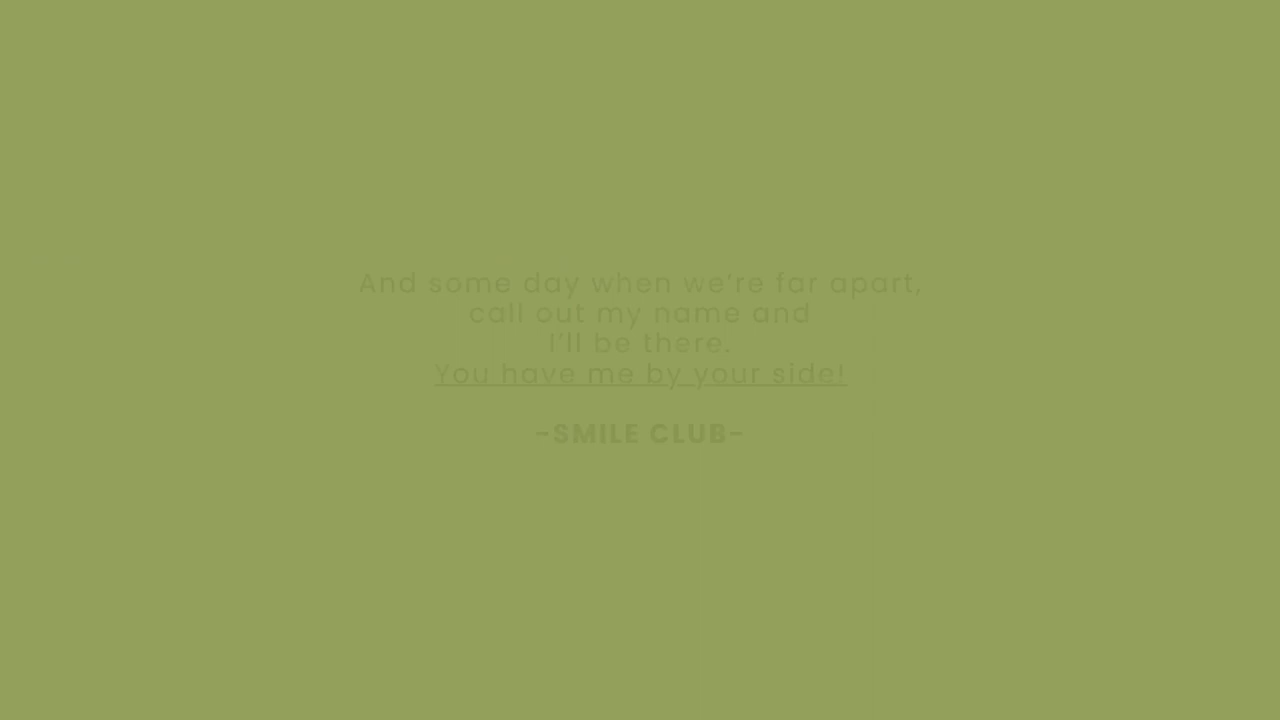 And some day when we're far apart,
call out my name and
I'll be there.
You have me by your side!
-SMILE CLUB-